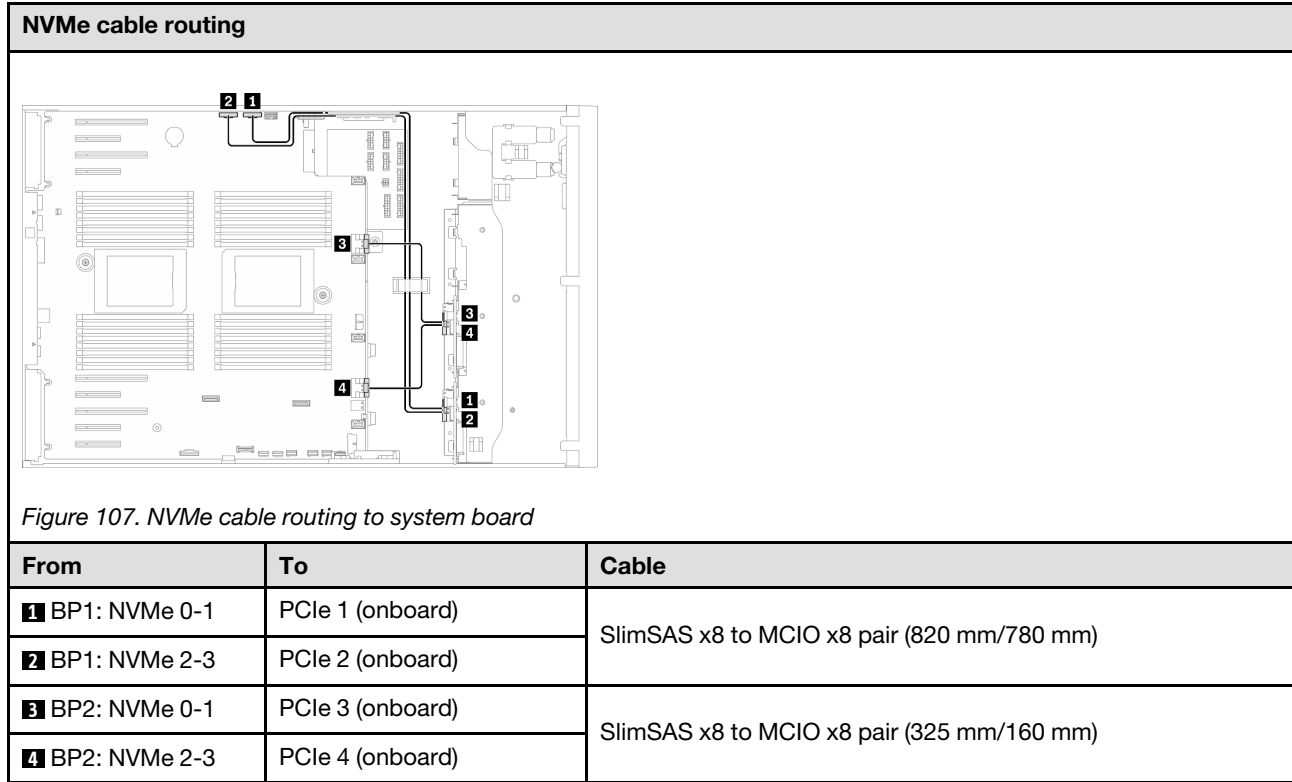 NVMe cable routing
2 1
3
3
4
4
1
2
Figure 107. NVMe cable routing to system board
From To Cable
1 BP1: NVMe 0-1 PCIe 1 (onboard) SlimSAS x8 to MCIO x8 pair (820 mm/780 mm)
2 BP1: NVMe 2-3 PCIe 2 (onboard)
3 BP2: NVMe 0-1 PCIe 3 (onboard) SlimSAS x8 to MCIO x8 pair (325 mm/160 mm)
4 BP2: NVMe 2-3 PCIe 4 (onboard)